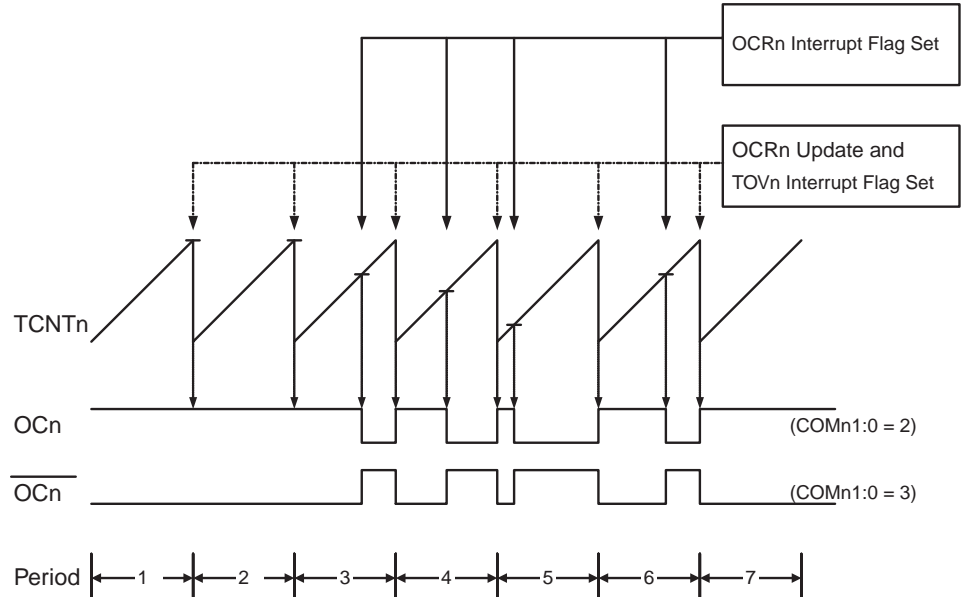 OCRn Interrupt Flag Set
OCRn Update and
TOVn Interrupt Flag Set
TCNTn
OCn
(COMn1:0 = 2)
OCn
(COMn1:0 = 3)
Period
1
2
3
4
5
6
7